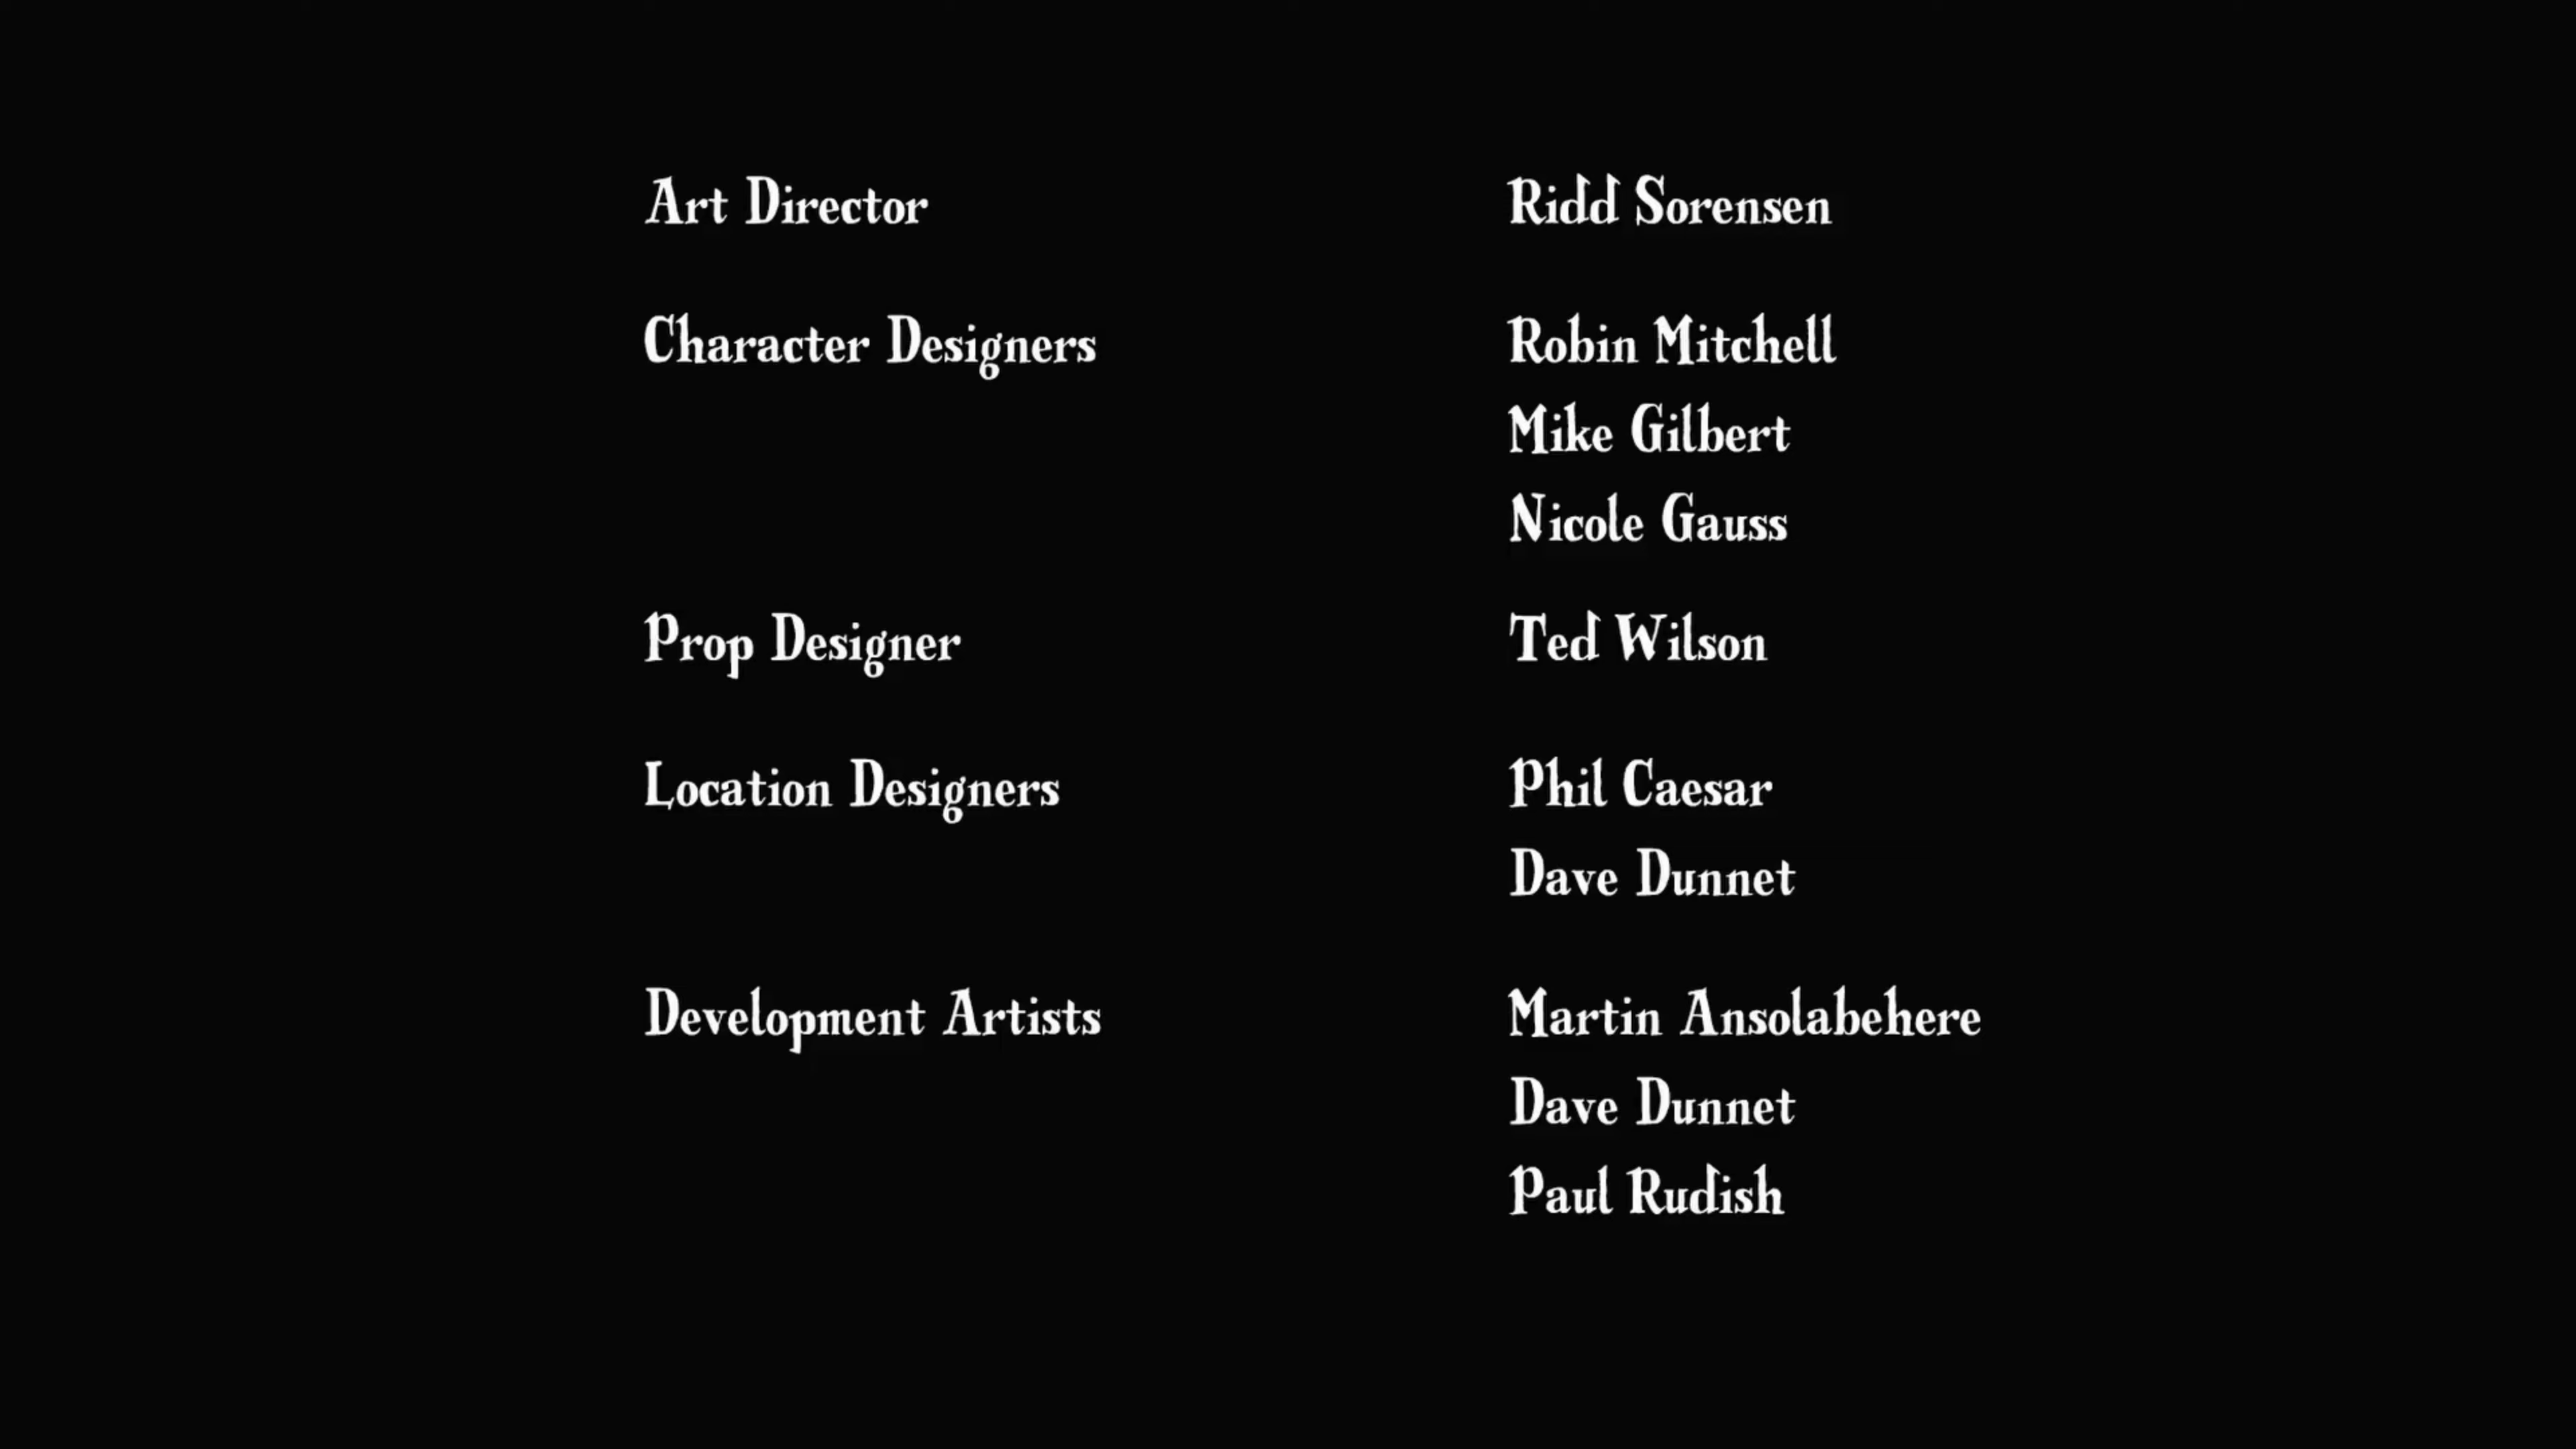 Art Director Ridd Sorensen
Character Designers Robin Mitchell
Mike Gilbert
Nicole Gauss
Prop Designer Ted Wilson
Location Designers Phil Caesar
Dave Dunnet
Development Artists Martin Ansolabehere
Dave Dunnet
Paul Rudish